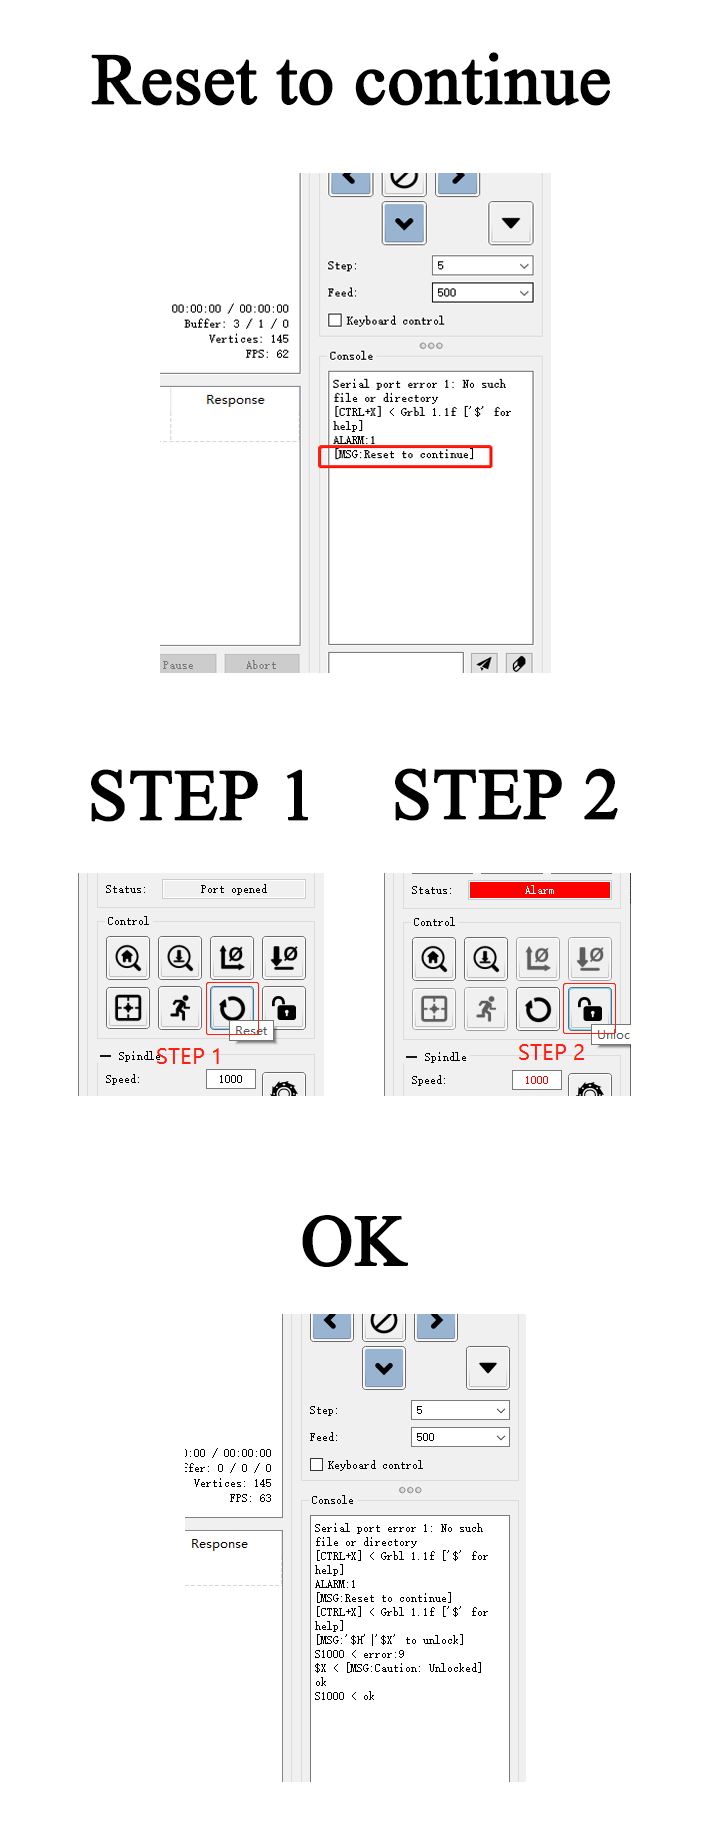 Reset to continue
Step:
5
Feed:
500
Keyboard control
00:00:00 / 00:00:00
Buffer: 3 / 1 / 0
Vertices: 145
FPS: 62
Response
Console
Serial port error 1: No such
file or directory
[CTRL+X] < Grbl 1.1f ['$' for
help]
ALARM:1
[MSG:Reset to continue]
Pause
Abort
STEP 1
STEP 2
Status:
Port opened
Control
Reset
STEP 1
Spindle
Speed:
1000
Status:
Alarm
Control
Unloc
STEP 2
Spindle
Speed:
1000
OK
Step:
5
Feed:
500
Keyboard control
):00 / 00:00:00
ffer: 0 / 0 / 0
Vertices: 145
FPS: 63
Response
Console
Serial port error 1: No such
file or directory
[CTRL+X] < Grbl 1.1f ['$' for
help]
ALARM:1
[MSG:Reset to continue]
[CTRL+X] < Grbl 1.1f ['$' for
help]
[MSG:'$H'|'$X' to unlock]
S1000 < error:9
$X < [MSG:Caution: Unlocked]
ok
S1000 < ok